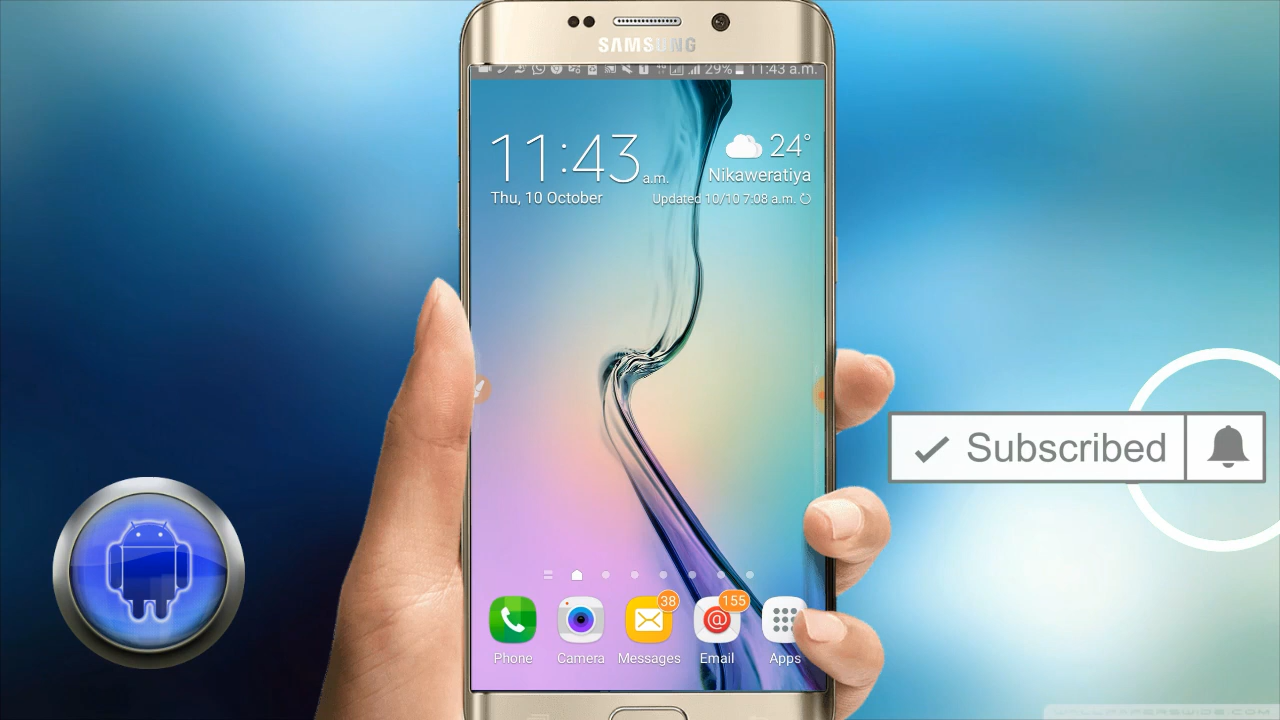 SAMSUNG
29% 11:43 a.m.
11:43 a.m.
24°
Nikaweratiya
Thu, 10 October
Updated 10/10 7:08 a.m.
Subscribed
38
155
@
Phone
Camera
Messages
Email
Apps